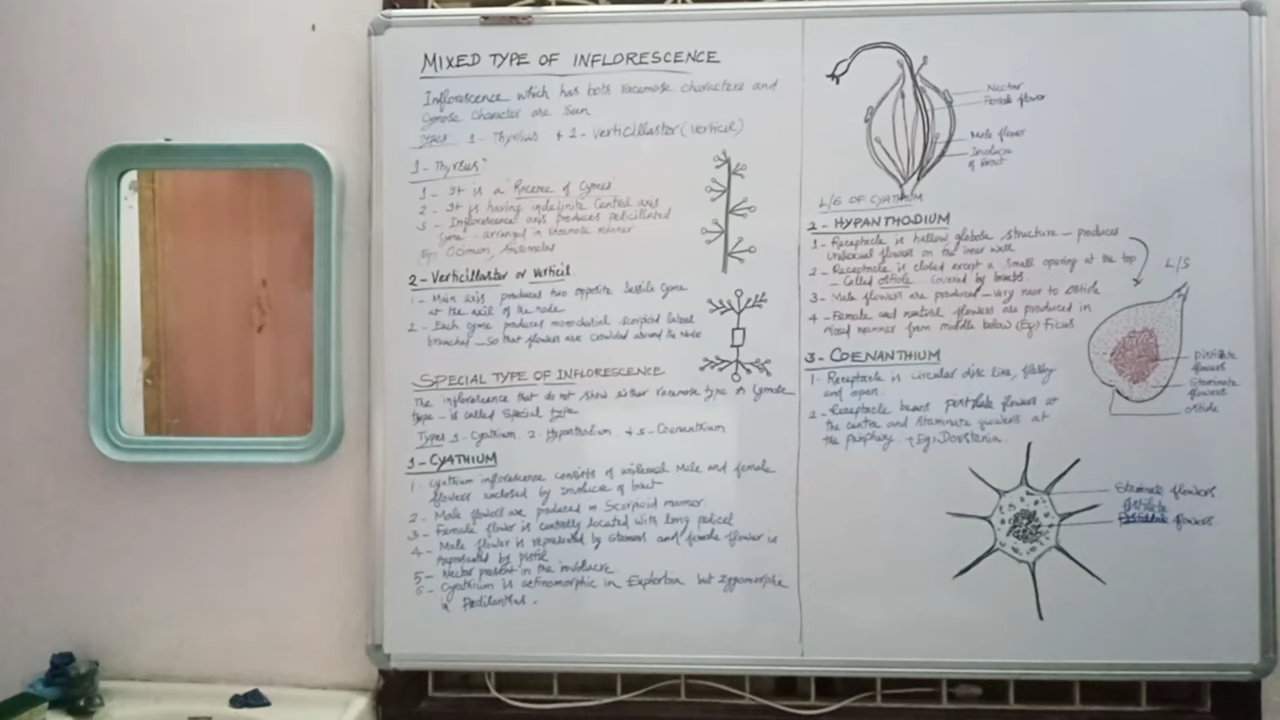 MIXED TYPE OF INFLORESCENCE
Inflorescence which has both racemose characters and
Cymose character are seen
Types 1- Thyrsus + 2- Verticillaster (verticil)
1- Thyrsus
1- It is a Raceme of Cymes
2- It is having indefinite Central axis
3- Inflorescence axis produces pedicillated
Cyme - arranged in racemose manner
Eg: Ocimum,
2- Verticillaster or verticil
1- Main axis produces two opposite Sessile Cyme
at the axil of the node
2- Each cyme produces monochasial scorpioid lateral
branches - so that flowers are crowded around the Node
SPECIAL TYPE OF INFLORESCENCE
The inflorescence that do not show either racemose type or Cymose
type - is called Special type
Types 1- Cyathium 2- Hypanthodium + 3- Coenanthium
1- CYATHIUM
1- Cyathium inflorescence consists of unisexual Male and female
flowers enclosed by Involucre of bract
2- Male flowers are produced in Scorpioid manner
3- Female flower is centrally located with long pedicel
4- Male flower is represented by Stamens and female flower is
represented by pistil
5- Nectar present in the involucre
6- Cyathium is actinomorphic in Euphorbia but Zygomorphic
in Pedilanthus.
Nectar
Female flower
Male flower
Involucre
of bract
L/S OF CYATHIUM
2- HYPANTHODIUM
1- Receptacle is hallow globose structure - produces
Unisexual flowers on the inner wall
2- Receptacle is closed except a small opening at the top
- Called ostiole covered by bracts
3- Male flowers are produced - very near to ostiole
4- Female and neutral flowers are produced in
mixed manner from middle below (Eg) Ficus
L/S
pistillate
flowers
Staminate
flowers
ostiole
3- COENANTHIUM
1- Receptacle is circular disc like, fleshy
and open
2- Receptacle bears pistillate flowers at
the center and staminate flowers at
the periphery Eg: Dorstenia
Staminate flowers
pistillate
flowers